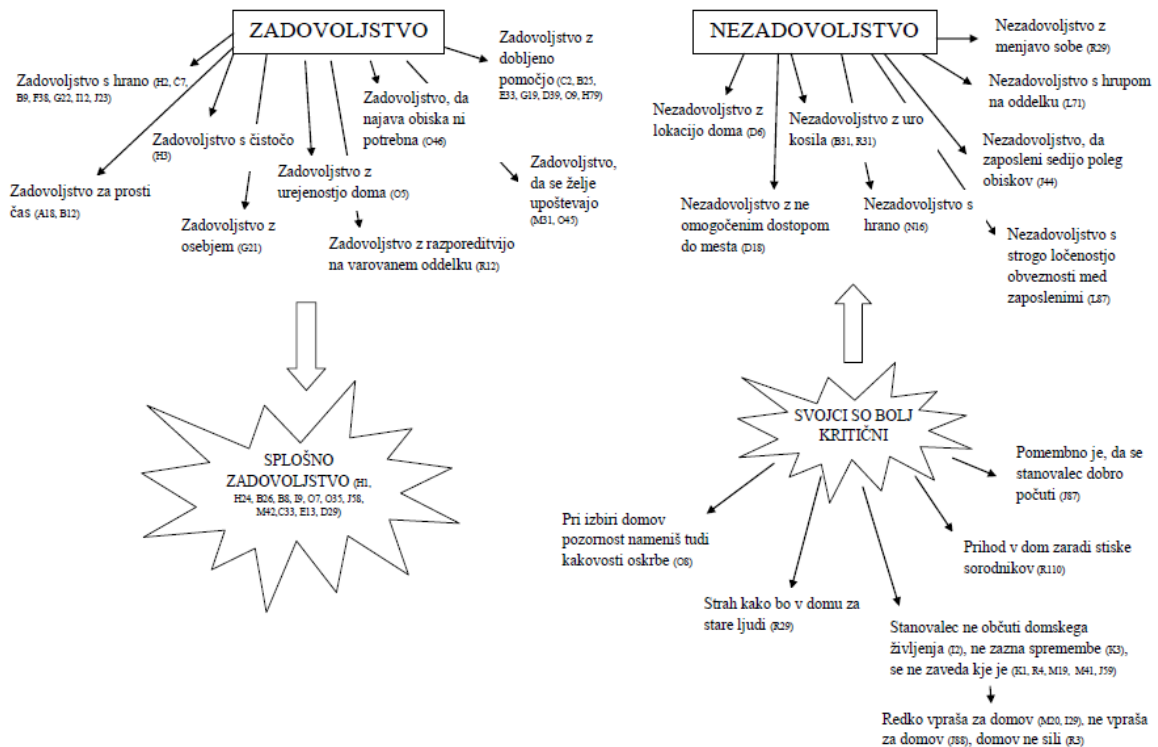 ZADOVOLJSTVO
Zadovoljstvo s hrano (H2, Č7,
B9, F38, G22, I12, J23)
Zadovoljstvo za prosti
čas (A18, B12)
Zadovoljstvo s čistočo
(H3)
Zadovoljstvo z
osebjem (G21)
Zadovoljstvo z
urejenostjo doma (O5)
Zadovoljstvo z razporeditvijo
na varovanem oddelku (R12)
Zadovoljstvo, da
najava obiska ni
potrebna (O46)
Zadovoljstvo z
dobljeno
pomočjo (C2, B25,
E33, G19, D39, O9, H79)
Zadovoljstvo,
da se želje
upoštevajo
(M31, O45)
SPLOŠNO
ZADOVOLJSTVO (H1,
H24, B26, B8, I9, O7, O35, J58,
M42,C33, E13, D29)
NEZADOVOLJSTVO
Nezadovoljstvo z
lokacijo doma (D6)
Nezadovoljstvo z ne
omogočenim dostopom
do mesta (D18)
Nezadovoljstvo z uro
kosila (B31, R31)
Nezadovoljstvo s
hrano (N16)
Nezadovoljstvo z
menjavo sobe (R29)
Nezadovoljstvo s hrupom
na oddelku (L71)
Nezadovoljstvo, da
zaposleni sedijo poleg
obiskov (J44)
Nezadovoljstvo s
strogo ločenostjo
obveznosti med
zaposlenimi (L87)
SVOJCI SO BOLJ
KRITIČNI
Pri izbiri domov
pozornost nameniš tudi
kakovosti oskrbe (O8)
Strah kako bo v domu za
stare ljudi (R29)
Stanovalec ne občuti domskega
življenja (I2), ne zazna spremembe (K3),
se ne zaveda kje je (K1, R4, M19, M41, J59)
Redko vpraša za domov (M20, I29), ne vpraša
za domov (J88), domov ne sili (R3)
Prihod v dom zaradi stiske
sorodnikov (R110)
Pomembno je, da se
stanovalec dobro
počuti (J87)